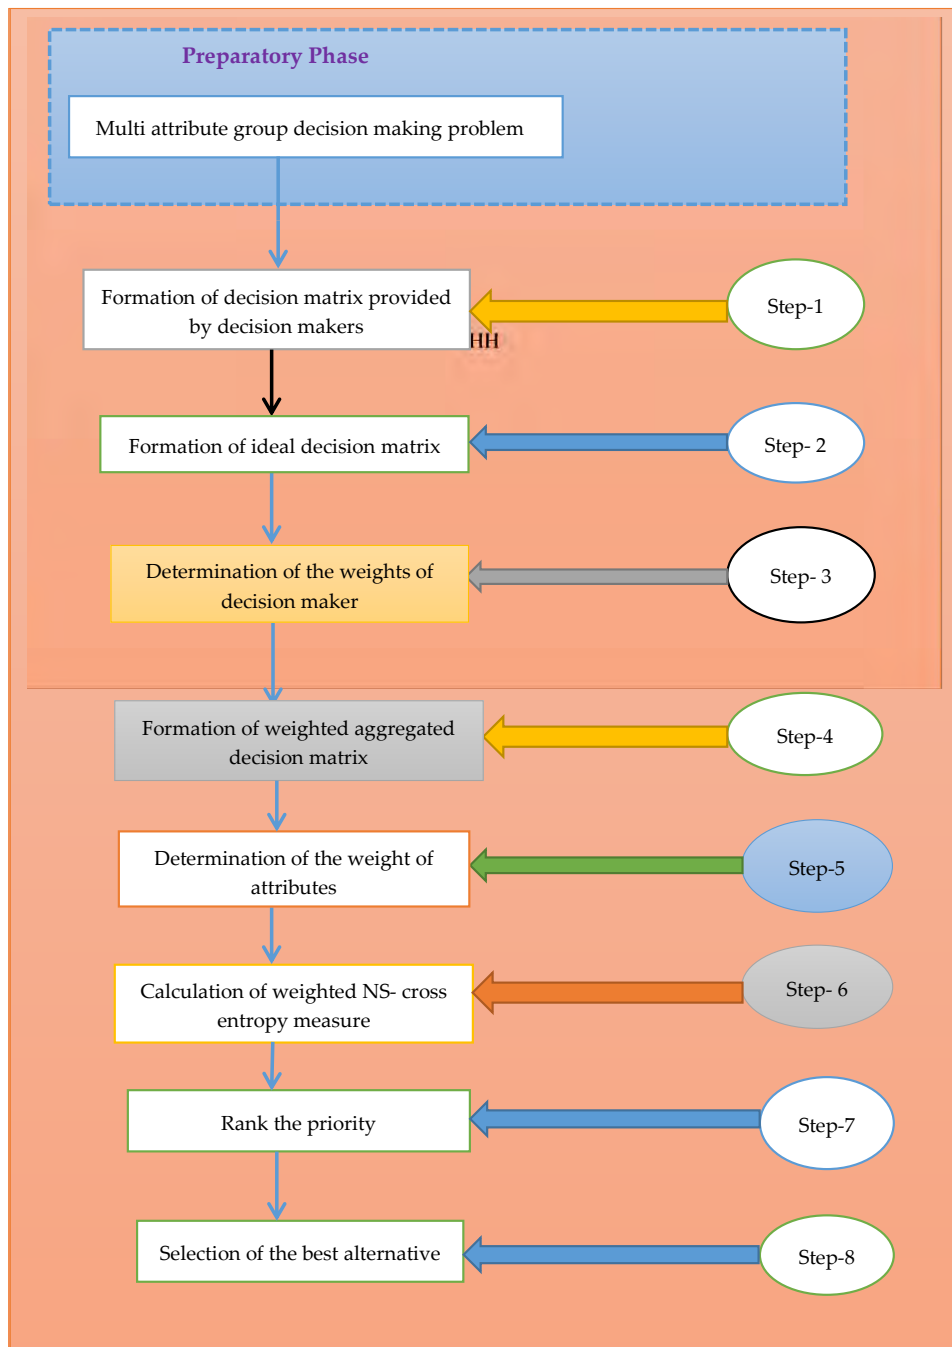 Preparatory Phase
Multi attribute group decision making problem
Formation of decision matrix provided
by decision makers
Step-1
HH
Formation of ideal decision matrix
Step- 2
Determination of the weights of
decision maker
Step- 3
Formation of weighted aggregated
decision matrix
Step-4
Determination of the weight of
attributes
Step-5
Calculation of weighted NS- cross
entropy measure
Step- 6
Rank the priority
Step-7
Selection of the best alternative
Step-8